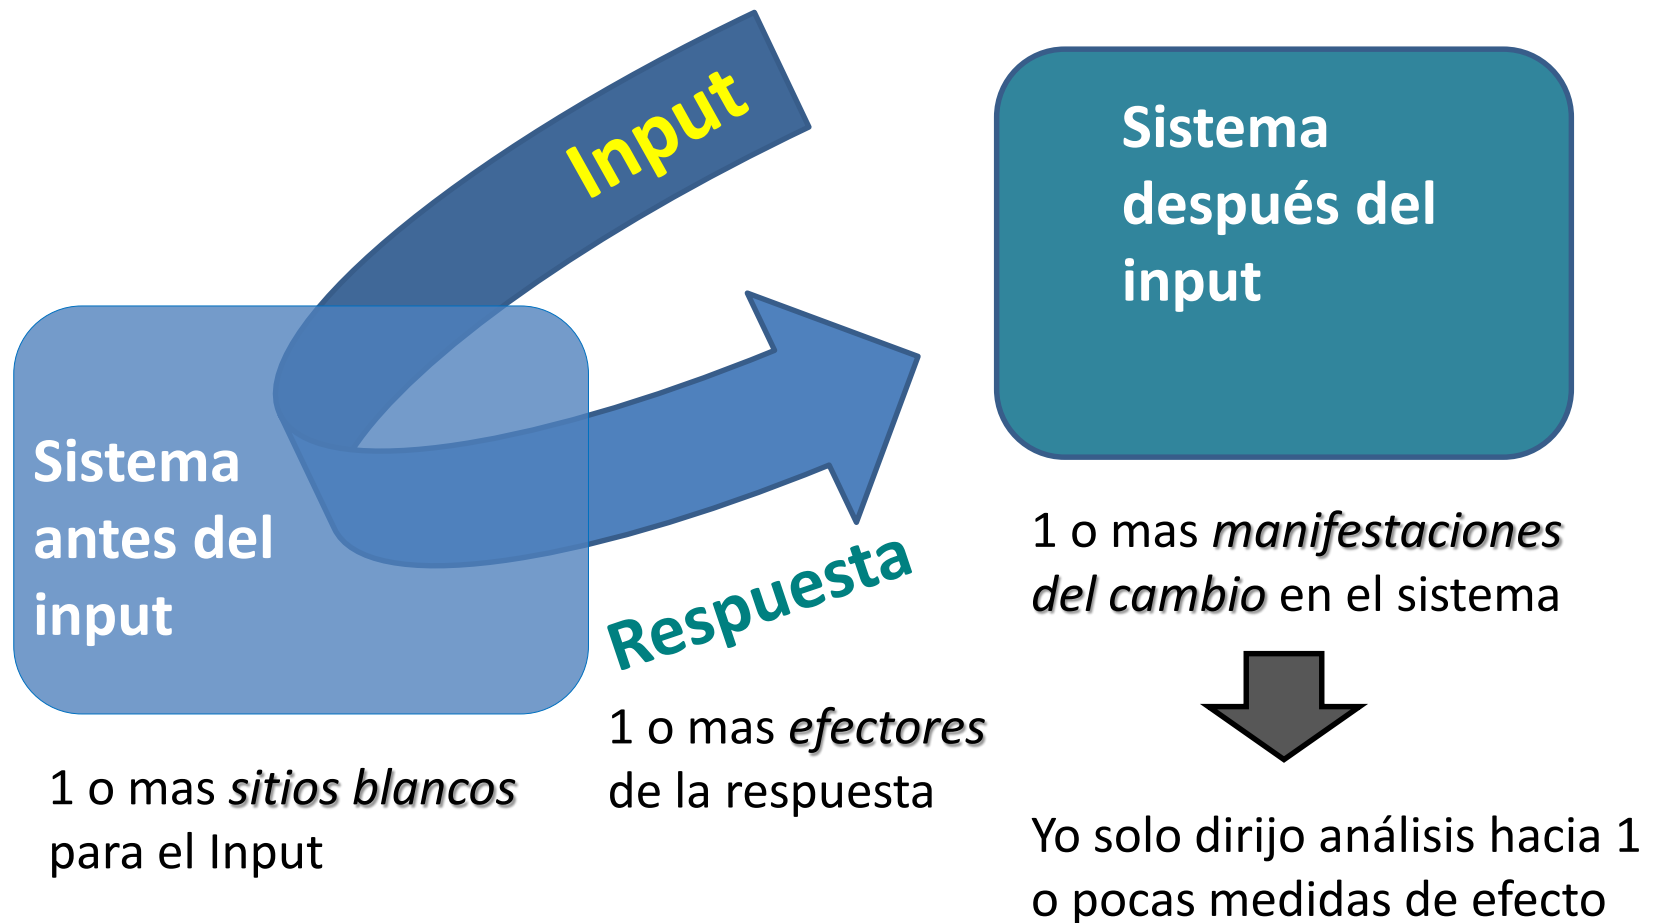 Input
Sistema
antes del
input
1 o mas sitios blancos
para el Input
Respuesta
1 o mas efectores
de la respuesta
Sistema
después del
input
1 o mas manifestaciones
del cambio en el sistema
Yo solo dirijo análisis hacia 1
o pocas medidas de efecto